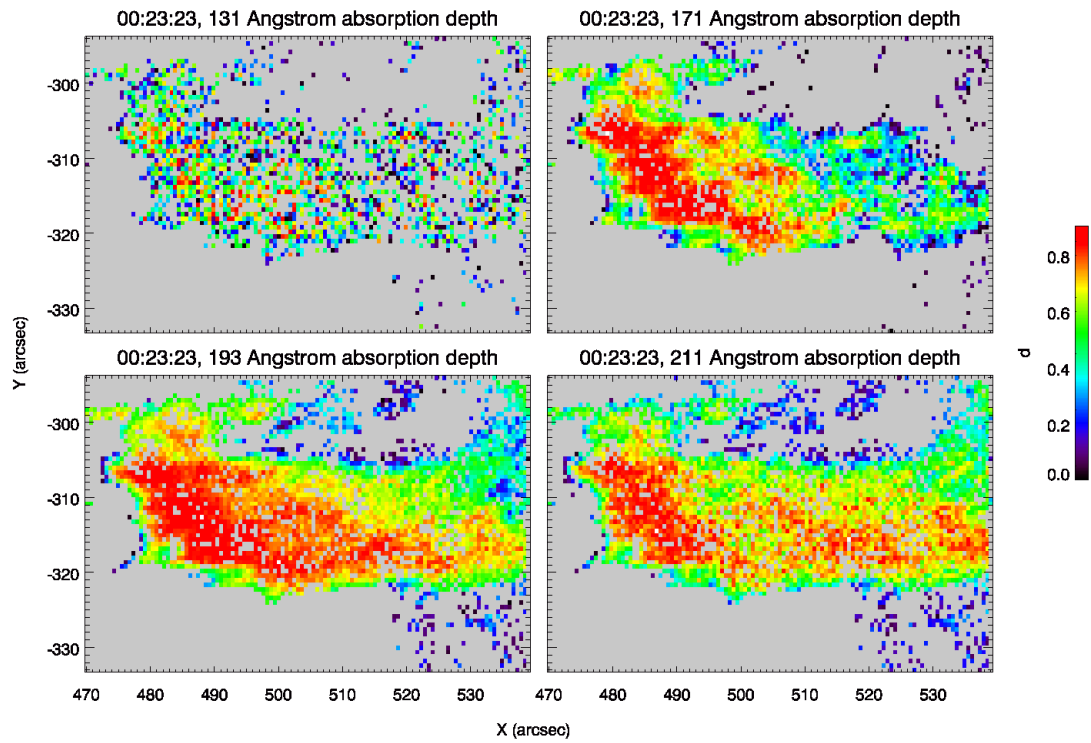 00:23:23, 131 Angstrom absorption depth
00:23:23, 171 Angstrom absorption depth
-300
-310
-320
-330
0.8
0.6
0.4
0.2
0.0
d
Y (arcsec)
00:23:23, 193 Angstrom absorption depth
00:23:23, 211 Angstrom absorption depth
-300
-310
-320
-330
470 480 490 500 510 520 530
470 480 490 500 510 520 530
X (arcsec)